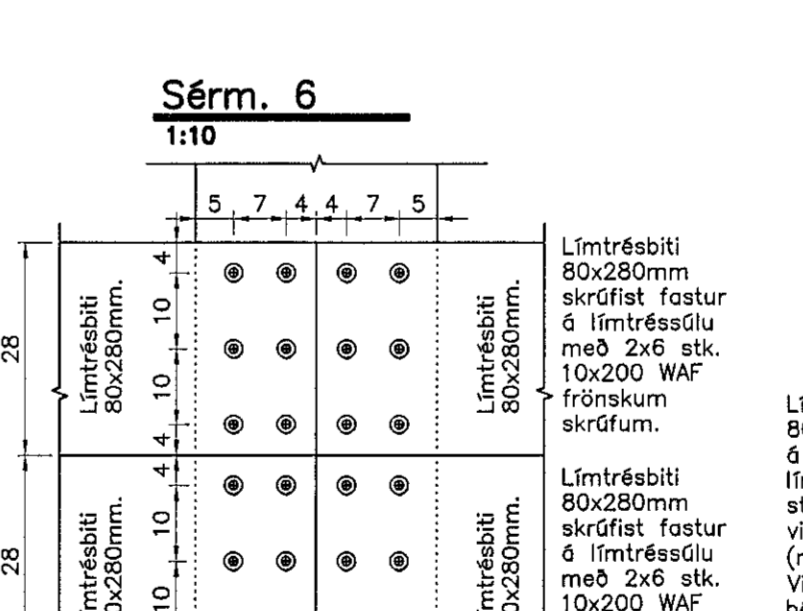 Sérm. 6
1:10
5 7 4 4 7 5
28
4
10
10
4
Límtrésbiti
80x280mm.
Límtrésbiti
80x280mm.
Límtrésbiti
80x280mm
skrúfist fastur
á límtréssúlu
með 2x6 stk.
10x200 WAF
frönskum
skrúfum.
28
4
10
10
Límtrésbiti
80x280mm
skrúfist fastur
á límtréssúlu
með 2x6 stk.
10x200 WAF